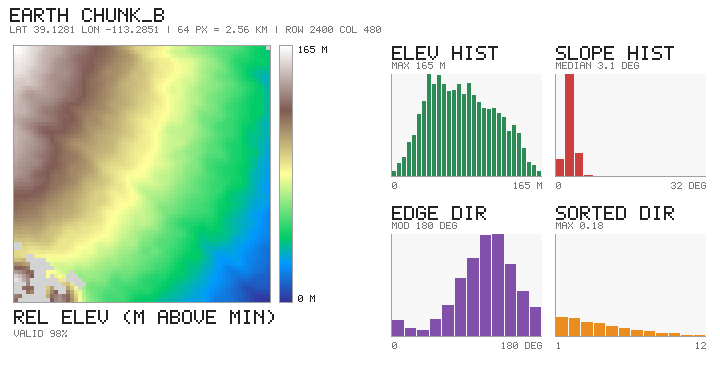 EARTH CHUNK_B
LAT 39.1281 LON -113.2851 | 64 PX = 2.56 KM | ROW 2400 COL 480
165 M
0 M
REL ELEV (M ABOVE MIN)
VALID 98%
ELEV HIST
MAX 165 M
0 165 M
SLOPE HIST
MEDIAN 3.1 DEG
0 32 DEG
EDGE DIR
MOD 180 DEG
0 180 DEG
SORTED DIR
MAX 0.18
1 12